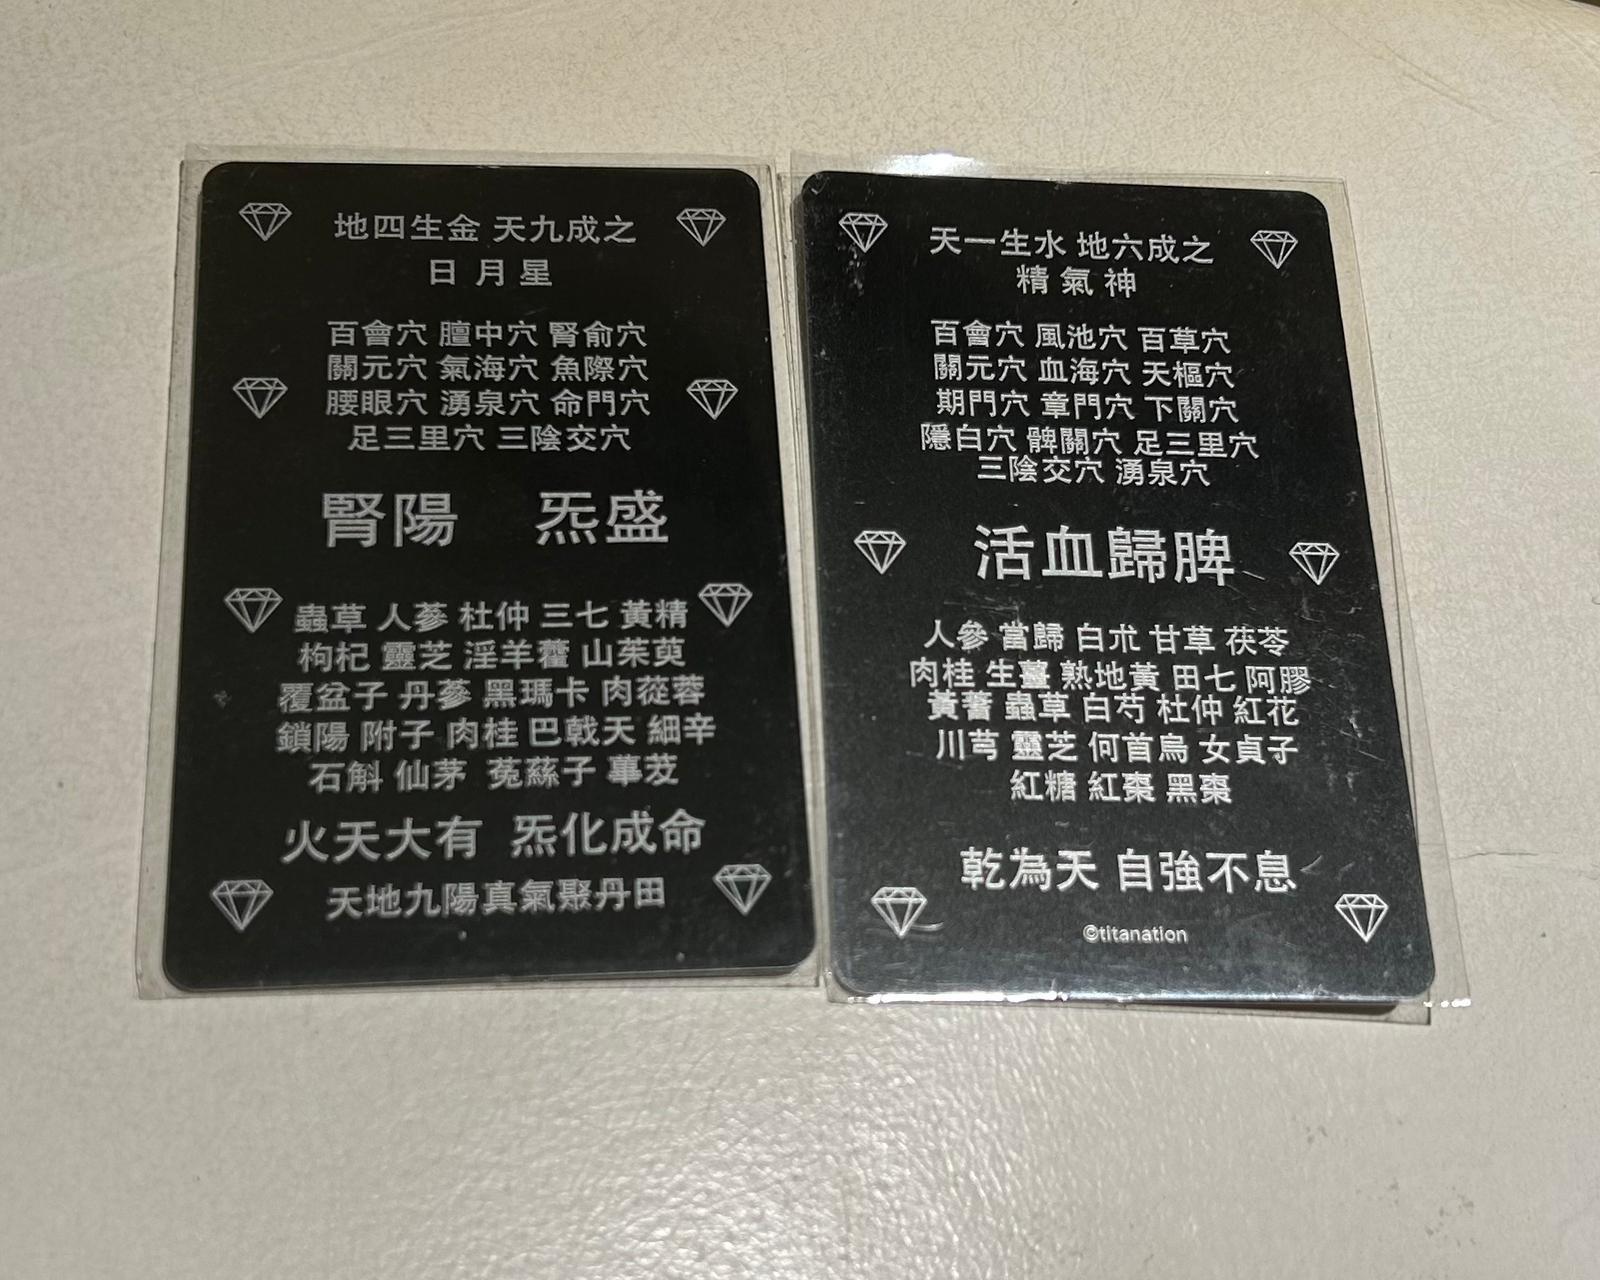 地四生金 天九成之
日 月 星
百會穴 膻中穴 腎俞穴
關元穴 氣海穴 魚際穴
腰眼穴 湧泉穴 命門穴
足三里穴 三陰交穴
腎陽 炁盛
蟲草 人蔘 杜仲 三七 黃精
枸杞 靈芝 淫羊藿 山茱萸
覆盆子 丹蔘 黑瑪卡 肉蓯蓉
鎖陽 附子 肉桂 巴戟天 細辛
石斛 仙茅 菟絲子 蓽茇
火天大有 炁化成命
天地九陽真氣聚丹田
天一生水 地六成之
精 氣 神
百會穴 風池穴 百草穴
關元穴 血海穴 天樞穴
期門穴 章門穴 下關穴
隱白穴 髀關穴 足三里穴
三陰交穴 湧泉穴
活血歸脾
人參 當歸 白朮 甘草 茯苓
肉桂 生薑 熟地黃 田七 阿膠
黃蓍 蟲草 白芍 杜仲 紅花
川芎 靈芝 何首烏 女貞子
紅糖 紅棗 黑棗
乾為天 自強不息
©titanation